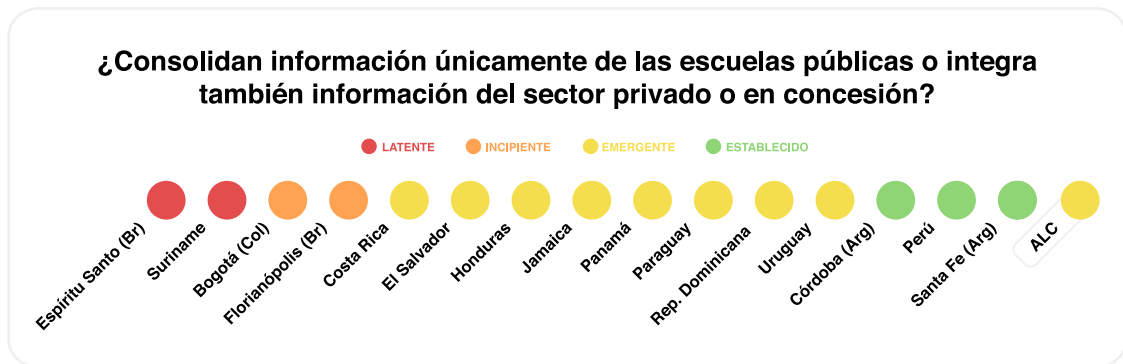 ¿Consolidan información únicamente de las escuelas públicas o integra
también información del sector privado o en concesión?
LATENTE
INCIPIENTE
EMERGENTE
ESTABLECIDO
Espíritu Santo (Br)
Suriname
Bogotá (Col)
Florianópolis (Br)
Costa Rica
El Salvador
Honduras
Jamaica
Panamá
Paraguay
Rep. Dominicana
Uruguay
Córdoba (Arg)
Perú
Santa Fe (Arg)
ALC